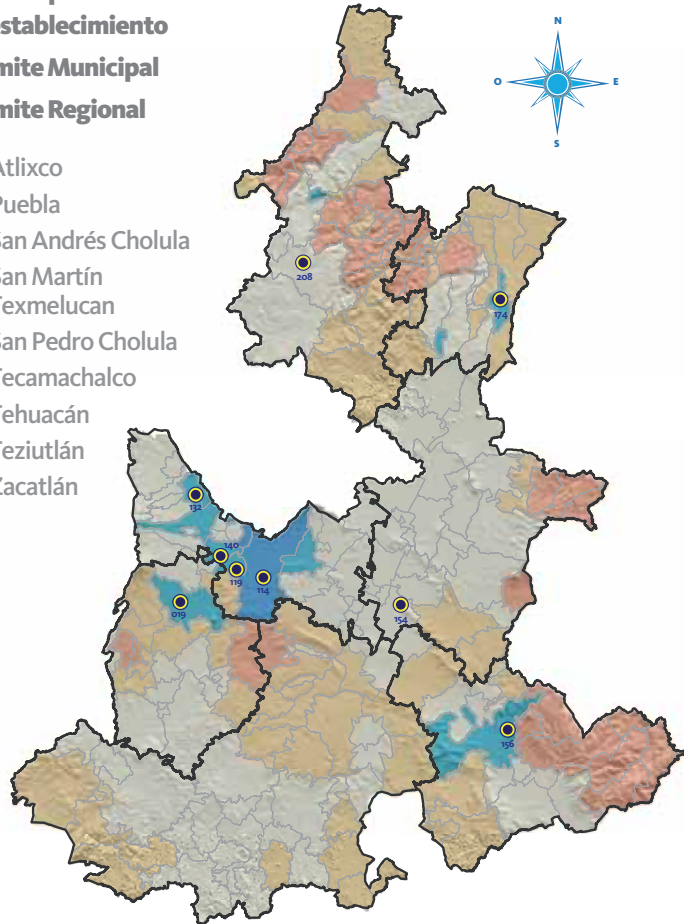 establecimiento
mite Municipal
mite Regional
Atlixco
Puebla
San Andrés Cholula
San Martín
Texmelucan
San Pedro Cholula
Tecamachalco
Tehuacán
Teziutlán
Zacatlán
N
O
E
S
208
174
132
140
119
114
019
154
156